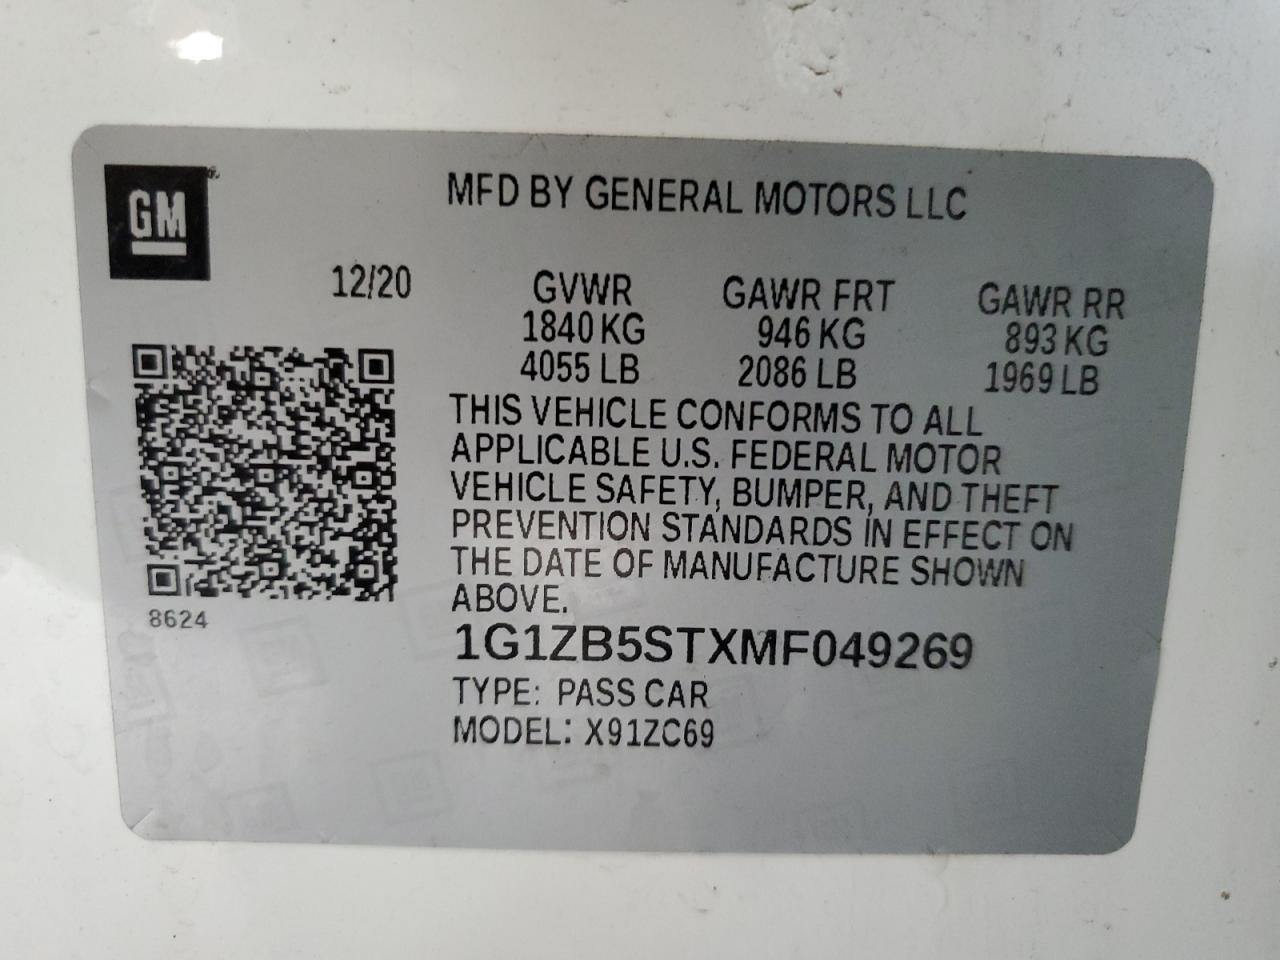 GM
MFD BY GENERAL MOTORS LLC
12/20 GVWR GAWR FRT GAWR RR
1840 KG 946 KG 893 KG
4055 LB 2086 LB 1969 LB
THIS VEHICLE CONFORMS TO ALL
APPLICABLE U.S. FEDERAL MOTOR
VEHICLE SAFETY, BUMPER, AND THEFT
PREVENTION STANDARDS IN EFFECT ON
THE DATE OF MANUFACTURE SHOWN
ABOVE.
8624
1G1ZB5STXMF049269
TYPE: PASS CAR
MODEL: X91ZC69